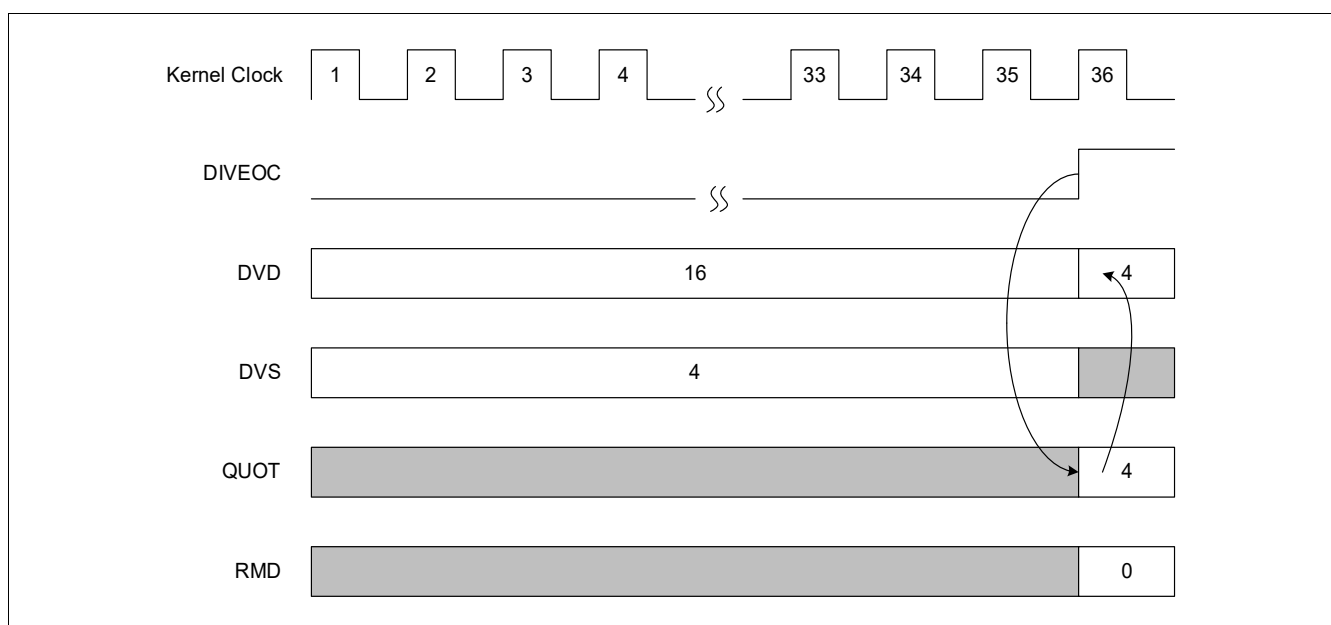 Kernel Clock 1 2 3 4 33 34 35 36
DIVEOC
DVD 16 4
DVS 4
QUOT 4
RMD 0